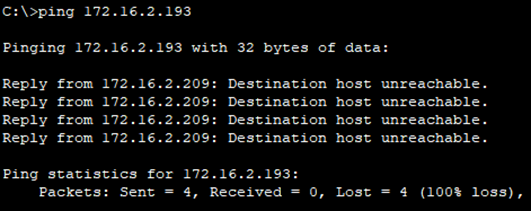 C:\>ping 172.16.2.193
Pinging 172.16.2.193 with 32 bytes of data:
Reply from 172.16.2.209: Destination host unreachable.
Reply from 172.16.2.209: Destination host unreachable.
Reply from 172.16.2.209: Destination host unreachable.
Reply from 172.16.2.209: Destination host unreachable.
Ping statistics for 172.16.2.193:
    Packets: Sent = 4, Received = 0, Lost = 4 (100% loss),